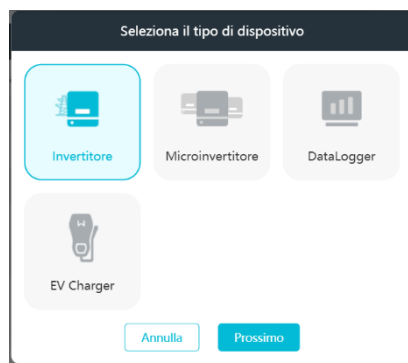 Seleziona il tipo di dispositivo
Invertitore
Microinvertitore
DataLogger
EV Charger
Annulla
Prossimo